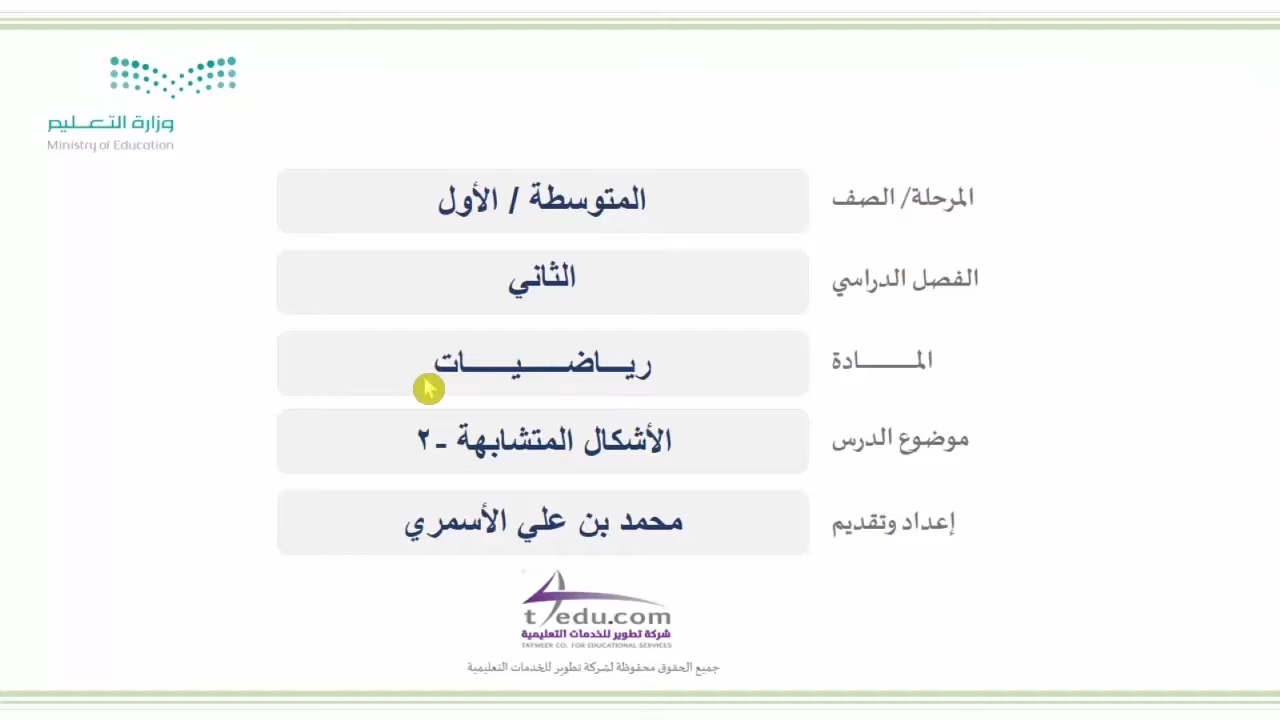 وزارة التعليم
Ministry of Education
المرحلة/ الصف
المتوسطة / الأول
الفصل الدراسي
الثاني
المـــــــادة
ريـــاضـــــيـــــــات
موضوع الدرس
الأشكال المتشابهة -٢
إعداد وتقديم
محمد بن علي الأسمري
t4edu.com
شركة تطوير للخدمات التعليمية
TATWEER CO. FOR EDUCATIONAL SERVICES
جميع الحقوق محفوظة لشركة تطوير للخدمات التعليمية